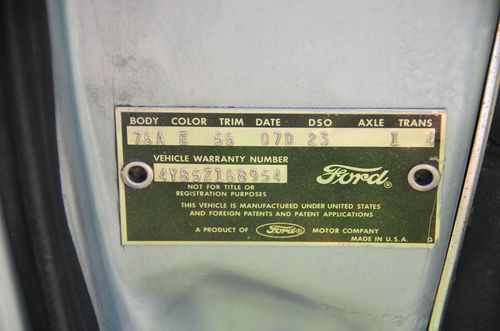 BODY COLOR TRIM DATE DSO AXLE TRANS
76A E 56 07D 23 1 4
VEHICLE WARRANTY NUMBER
4Y85Z168954
NOT FOR TITLE OR
REGISTRATION PURPOSES
Ford
THIS VEHICLE IS MANUFACTURED UNDER UNITED STATES
AND FOREIGN PATENTS AND PATENT APPLICATIONS
A PRODUCT OF Ford MOTOR COMPANY
MADE IN U.S.A.